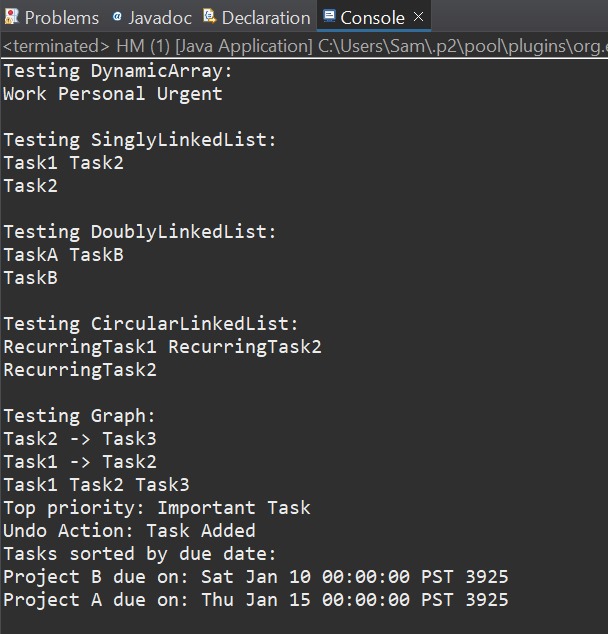 Problems @ Javadoc Declaration Console
<terminated> HM (1) [Java Application] C:\Users\Sam\.p2\pool\plugins\org.
Testing DynamicArray:
Work Personal Urgent
Testing SinglyLinkedList:
Task1 Task2
Task2
Testing DoublyLinkedList:
TaskA TaskB
TaskB
Testing CircularLinkedList:
RecurringTask1 RecurringTask2
RecurringTask2
Testing Graph:
Task2 -> Task3
Task1 -> Task2
Task1 Task2 Task3
Top priority: Important Task
Undo Action: Task Added
Tasks sorted by due date:
Project B due on: Sat Jan 10 00:00:00 PST 3925
Project A due on: Thu Jan 15 00:00:00 PST 3925